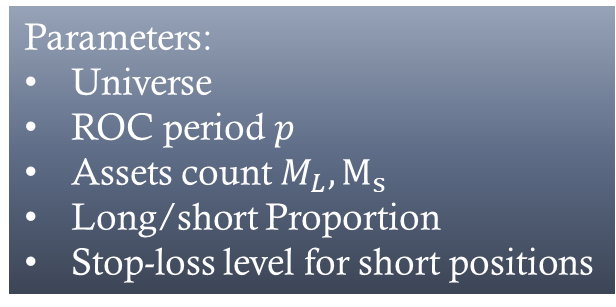 Parameters:
• Universe
• ROC period p
• Assets count M_L, M_s
• Long/short Proportion
• Stop-loss level for short positions